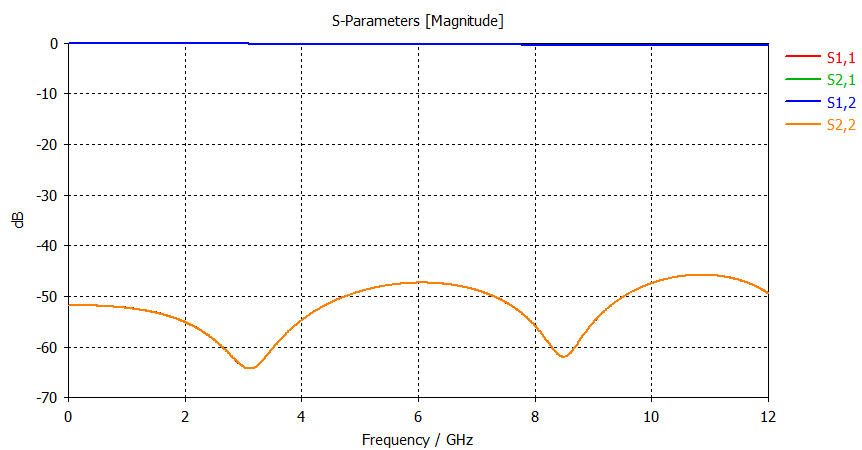 S-Parameters [Magnitude]
0
-10
-20
-30
-40
-50
-60
-70
dB
0 2 4 6 8 10 12
Frequency / GHz
S1,1
S2,1
S1,2
S2,2